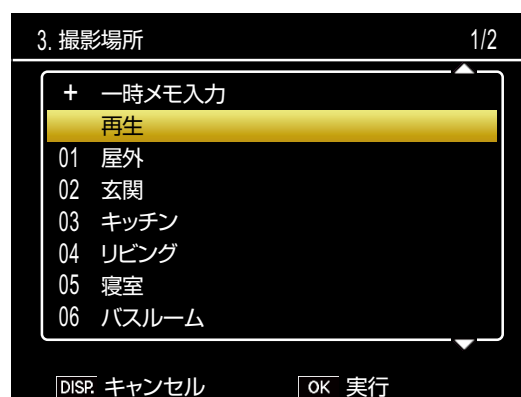 3. 撮影場所 1/2
+ 一時メモ入力
再生
01 屋外
02 玄関
03 キッチン
04 リビング
05 寝室
06 バスルーム
DISP. キャンセル OK 実行